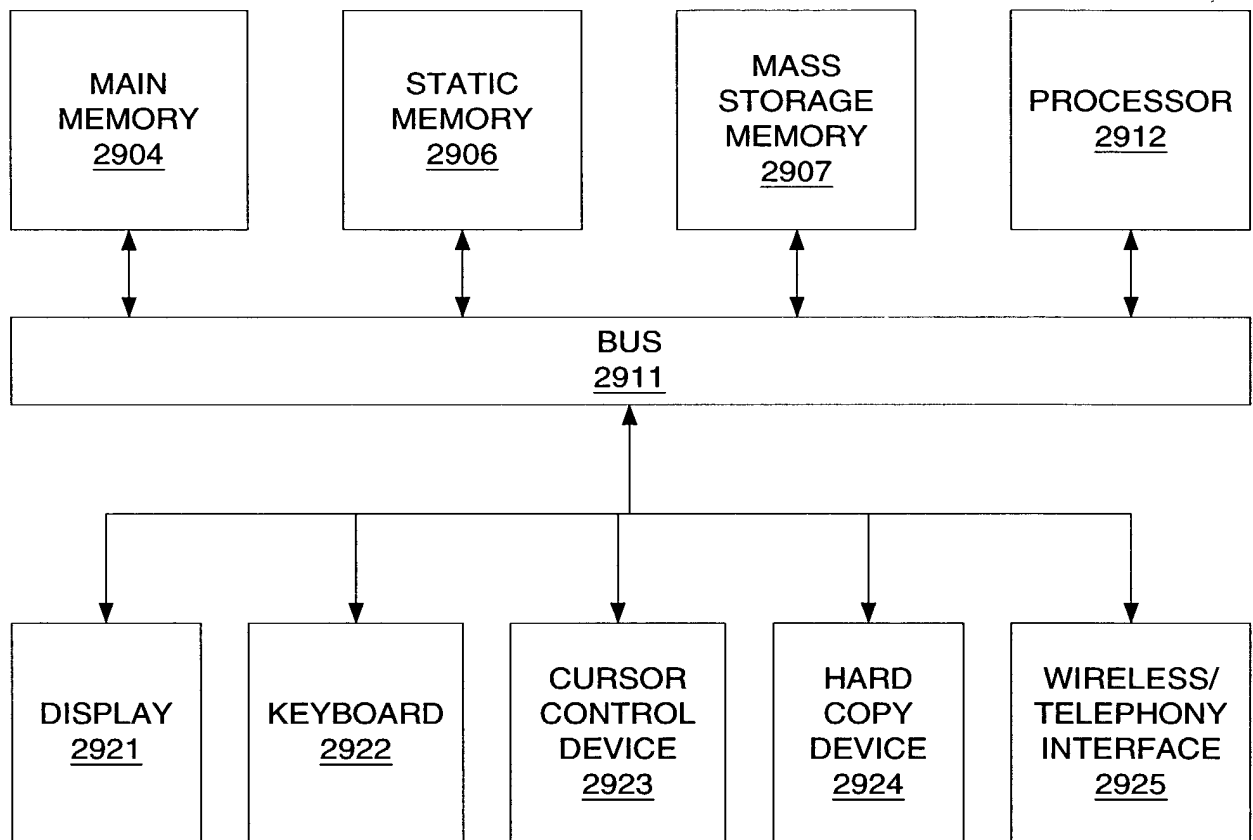 MAIN
MEMORY
2904
STATIC
MEMORY
2906
MASS
STORAGE
MEMORY
2907
PROCESSOR
2912
BUS
2911
DISPLAY
2921
KEYBOARD
2922
CURSOR
CONTROL
DEVICE
2923
HARD
COPY
DEVICE
2924
WIRELESS/
TELEPHONY
INTERFACE
2925